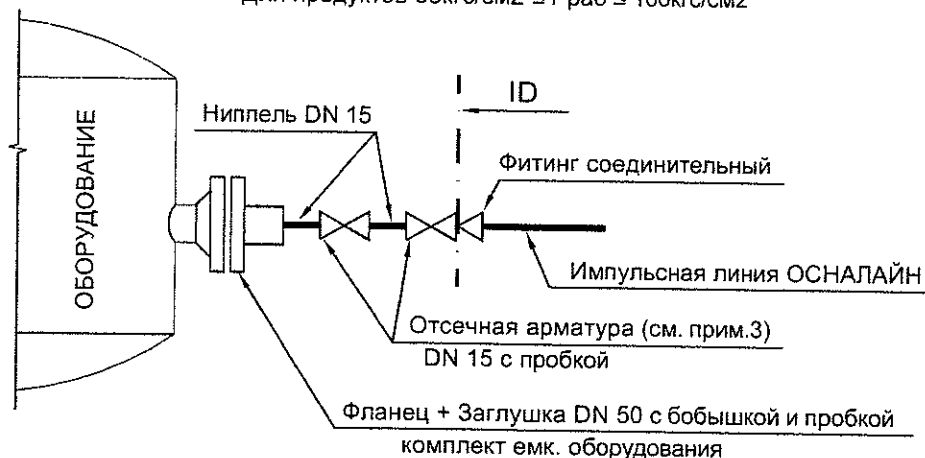 ID
Ниппель DN 15
Фитинг соединительный
ОБОРУДОВАНИЕ
Импульсная линия ОСНАЛАЙН
Отсечная арматура (см. прим.3)
DN 15 с пробкой
Фланец + Заглушка DN 50 с бобышкой и пробкой
комплект емк. оборудования